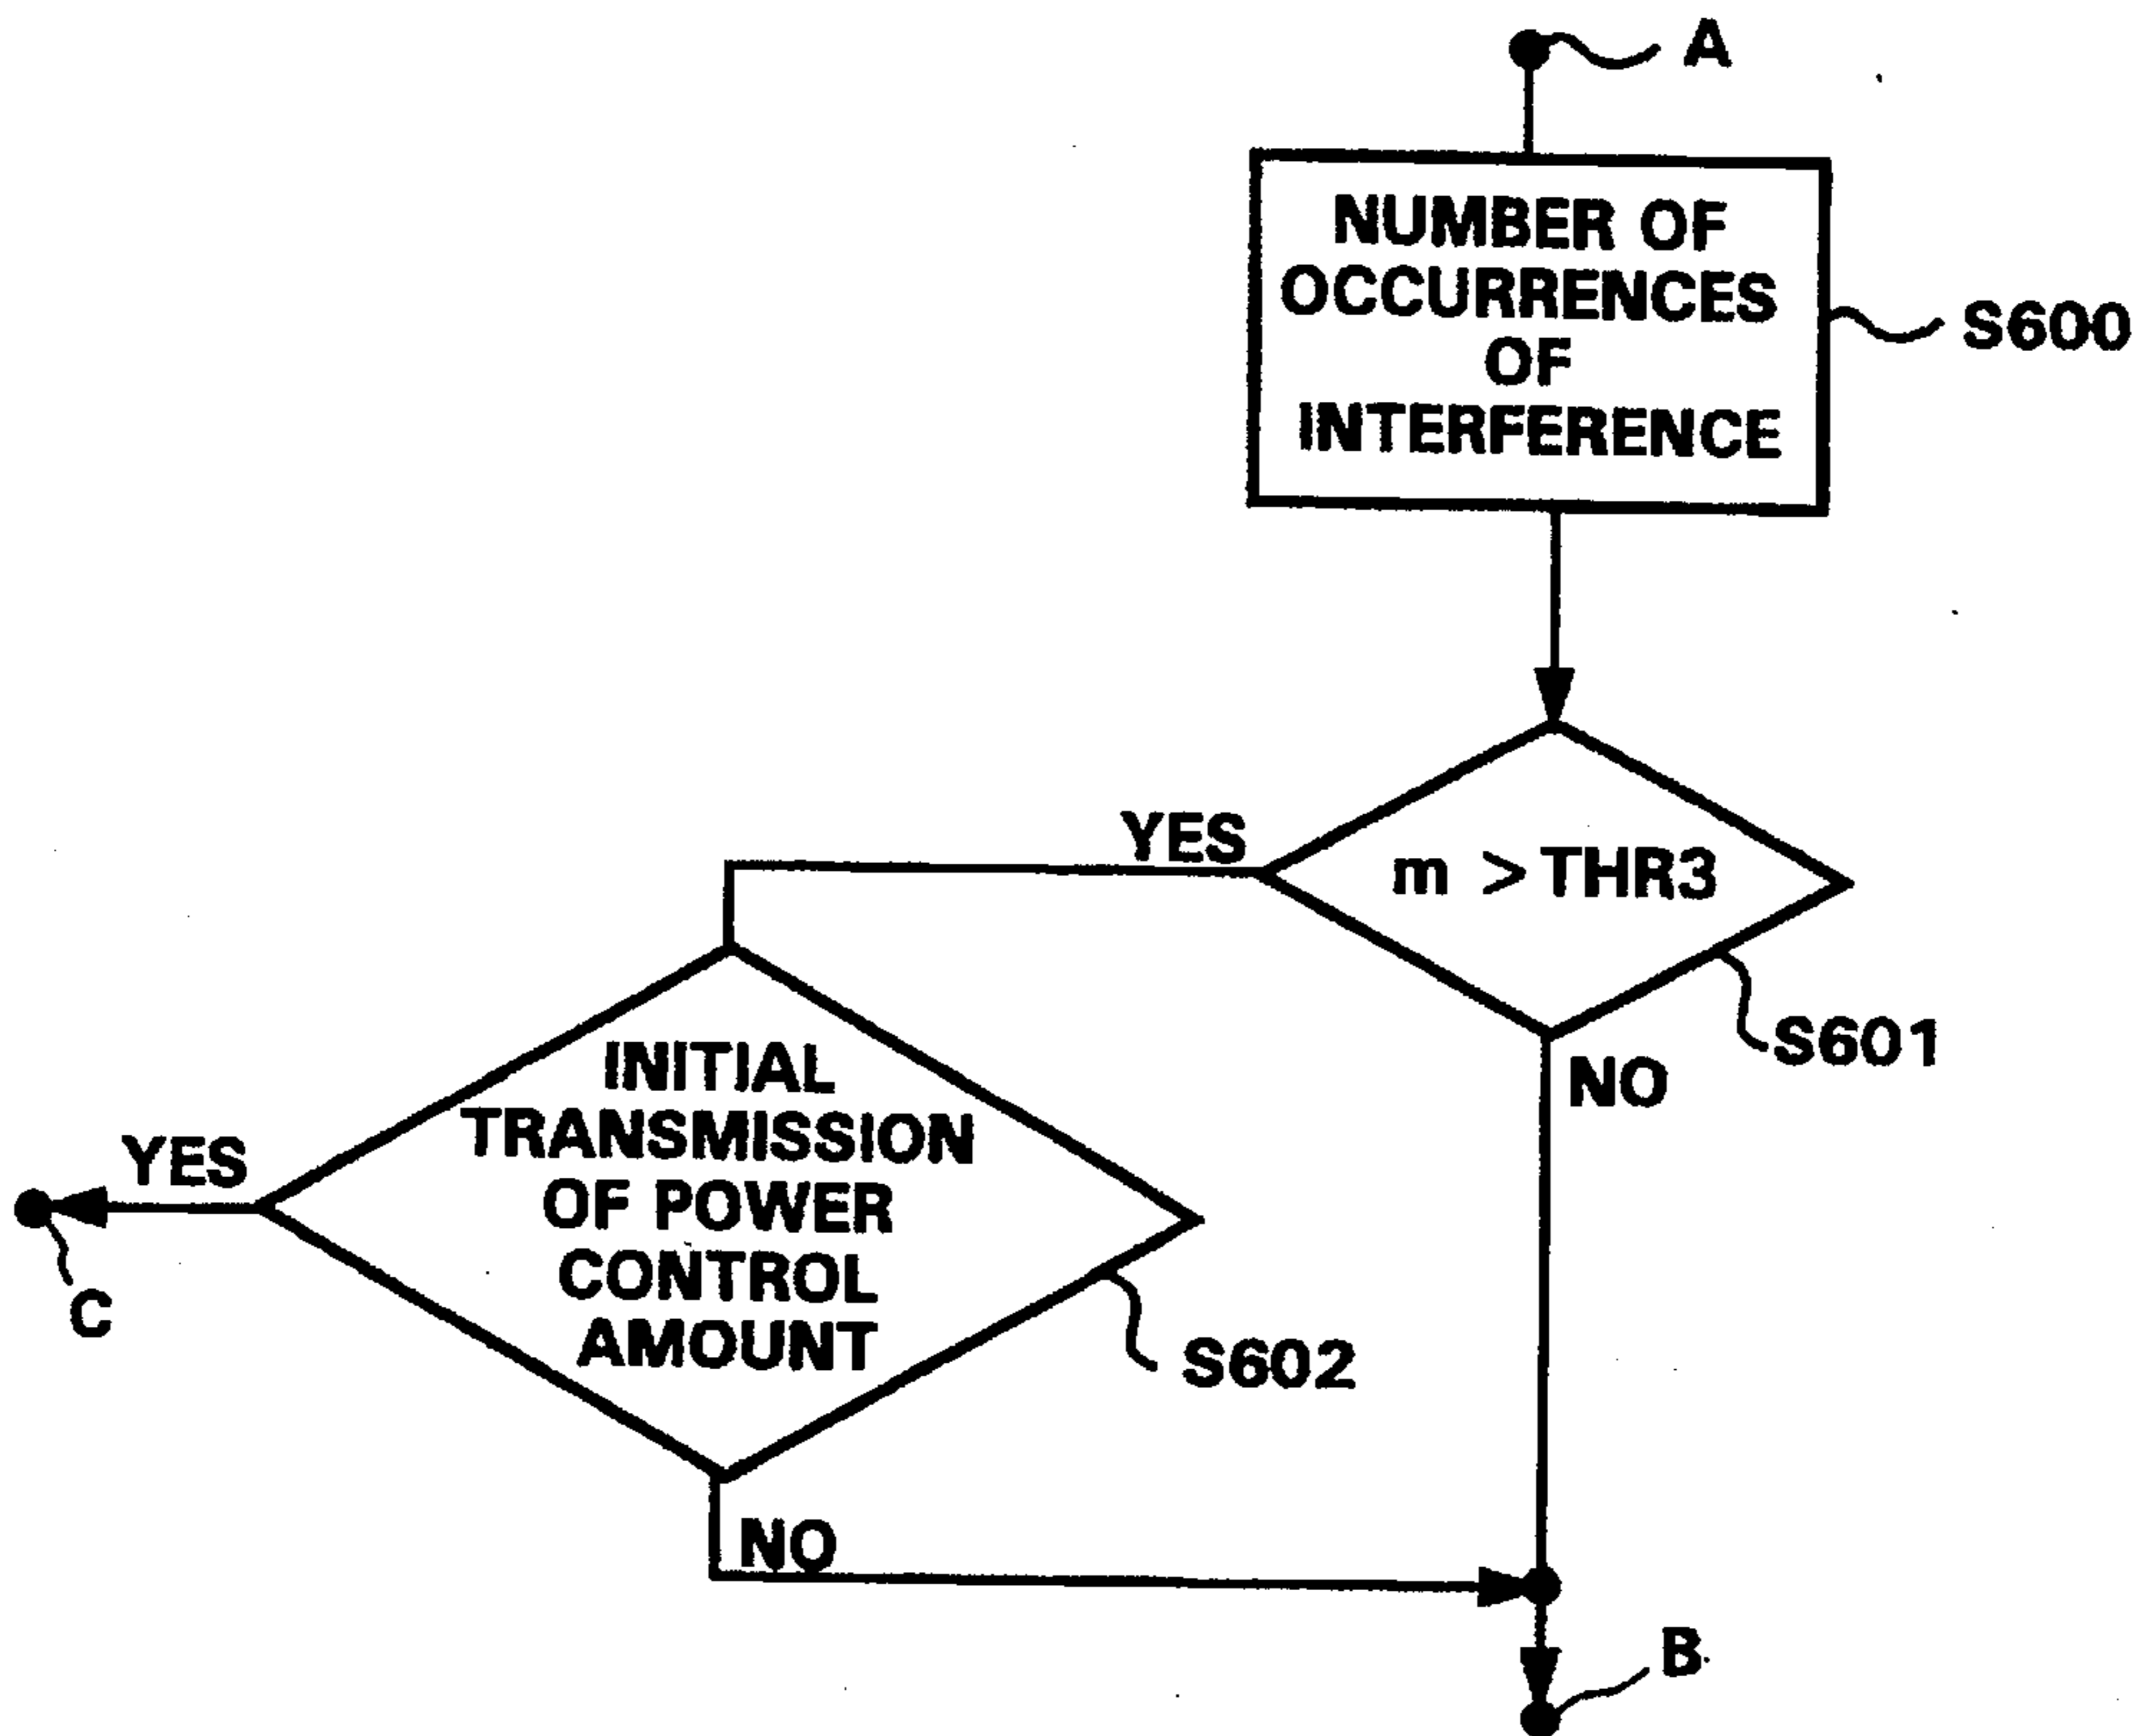 A
NUMBER OF
OCCURRENCES
OF
INTERFERENCE
S600
YES
m > THR3
S601
NO
INITIAL
TRANSMISSION
OF POWER
CONTROL
AMOUNT
YES
C
S602
NO
B